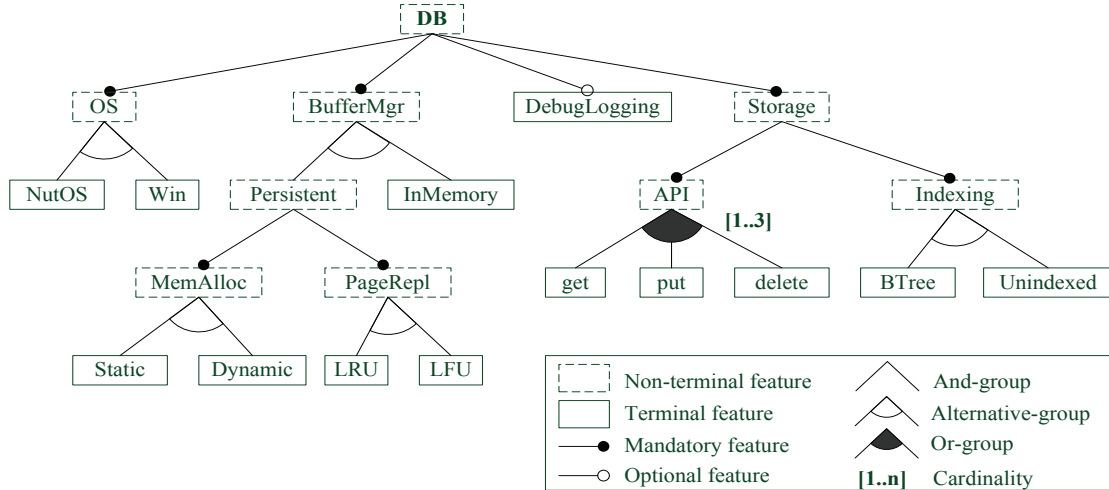 DB
OS
BufferMgr
DebugLogging
Storage
NutOS
Win
Persistent
InMemory
API
[1..3]
Indexing
MemAlloc
PageRepl
get
put
delete
BTree
Unindexed
Static
Dynamic
LRU
LFU
Non-terminal feature
And-group
Terminal feature
Alternative-group
Mandatory feature
Or-group
Optional feature
[1..n]
Cardinality